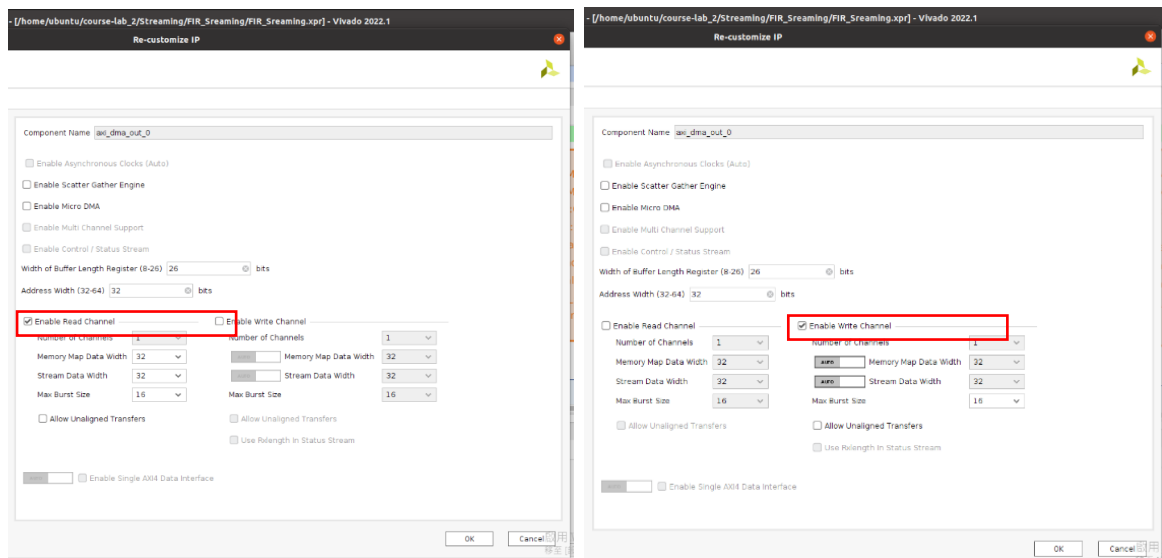 - [/home/ubuntu/course-lab_2/Streaming/FIR_Sreaming/FIR_Sreaming.xpr] - Vivado 2022.1
Re-customize IP
Component Name axi_dma_out_0
Enable Asynchronous Clocks (Auto)
Enable Scatter Gather Engine
Enable Micro DMA
Enable Multi Channel Support
Enable Control / Status Stream
Width of Buffer Length Register (8-26) 26 bits
Address Width (32-64) 32 bits
Enable Read Channel Enable Write Channel
Number of Channels 1 Number of Channels 1
Memory Map Data Width 32 AUTO Memory Map Data Width 32
Stream Data Width 32 AUTO Stream Data Width 32
Max Burst Size 16 Max Burst Size 16
Allow Unaligned Transfers Allow Unaligned Transfers
Use Rxlength In Status Stream
AUTO Enable Single AXI4 Data Interface
OK Cancel
- [/home/ubuntu/course-lab_2/Streaming/FIR_Sreaming/FIR_Sreaming.xpr] - Vivado 2022.1
Re-customize IP
Component Name axi_dma_out_0
Enable Asynchronous Clocks (Auto)
Enable Scatter Gather Engine
Enable Micro DMA
Enable Multi Channel Support
Enable Control / Status Stream
Width of Buffer Length Register (8-26) 26 bits
Address Width (32-64) 32 bits
Enable Read Channel Enable Write Channel
Number of Channels 1 Number of Channels 1
Memory Map Data Width 32 AUTO Memory Map Data Width 32
Stream Data Width 32 AUTO Stream Data Width 32
Max Burst Size 16 Max Burst Size 16
Allow Unaligned Transfers Allow Unaligned Transfers
Use Rxlength In Status Stream
AUTO Enable Single AXI4 Data Interface
OK Cancel